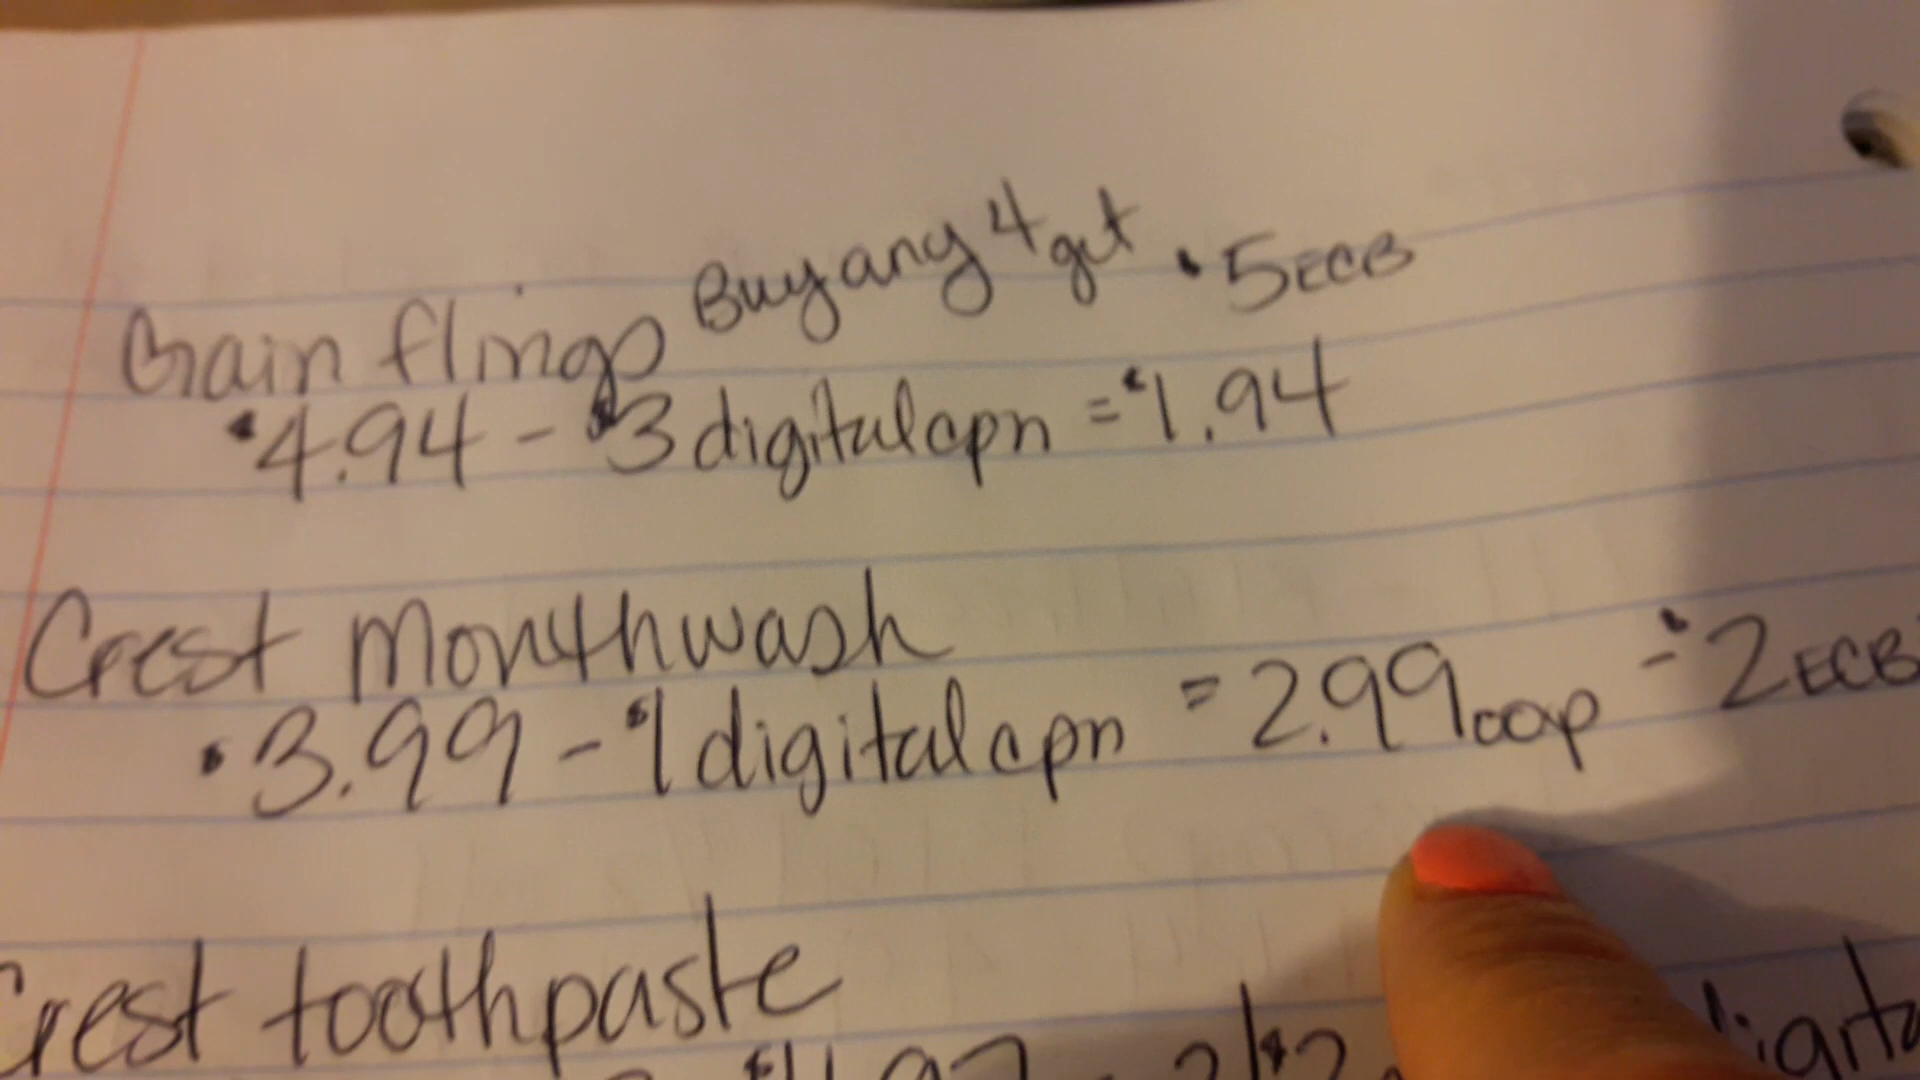 Gain flings Buy any 4 get $5 ECB
$4.94 - $3 digital cpn = $1.94
Crest Mouthwash
$3.99 - $1 digital cpn = 2.99 oop - $2 ECB
Crest toothpaste